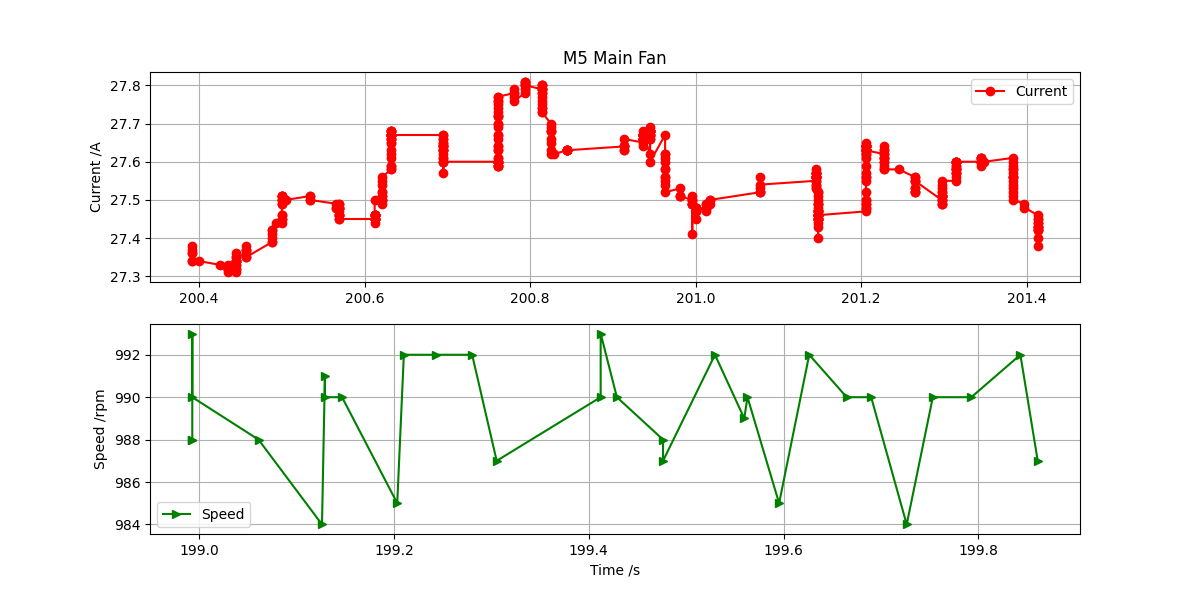 M5 Main Fan
Current /A
27.8
27.7
27.6
27.5
27.4
27.3
Current
200.4 200.6 200.8 201.0 201.2 201.4
Speed /rpm
992
990
988
986
984
Speed
199.0 199.2 199.4 199.6 199.8
Time /s